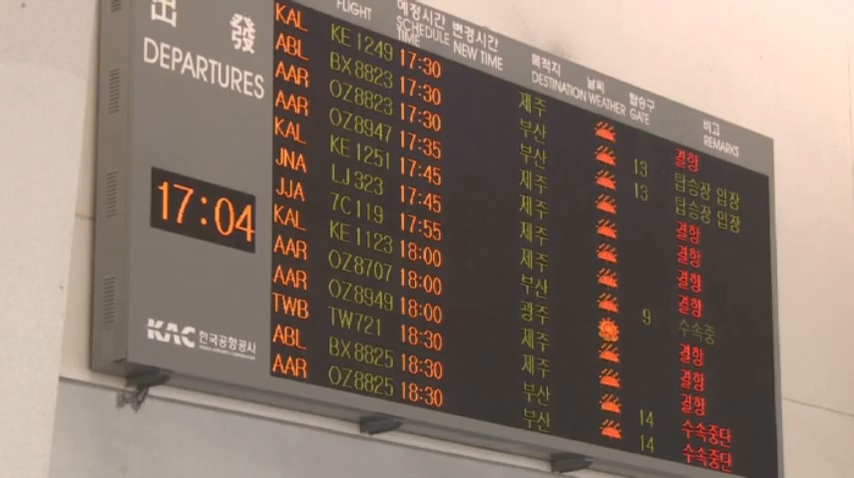 出 發
DEPARTURES
17:04
KAC 한국공항공사
FLIGHT 예정시간 SCHEDULE TIME 변경시간 NEW TIME 목적지 DESTINATION 날씨 WEATHER 탑승구 GATE 비고 REMARKS
KAL KE1249 17:30 제주 결항
ABL BX8823 17:30 부산 13 탑승장 입장
AAR OZ8823 17:30 부산 13 탑승장 입장
AAR OZ8947 17:35 제주 결항
KAL KE1251 17:45 제주 결항
JNA LJ323 17:45 제주 결항
JJA 7C119 17:55 제주 결항
KAL KE1123 18:00 부산 9 수속중
AAR OZ8707 18:00 광주 결항
AAR OZ8949 18:00 제주 결항
TWB TW721 18:30 제주 결항
ABL BX8825 18:30 부산 14 수속중단
AAR OZ8825 18:30 부산 14 수속중단